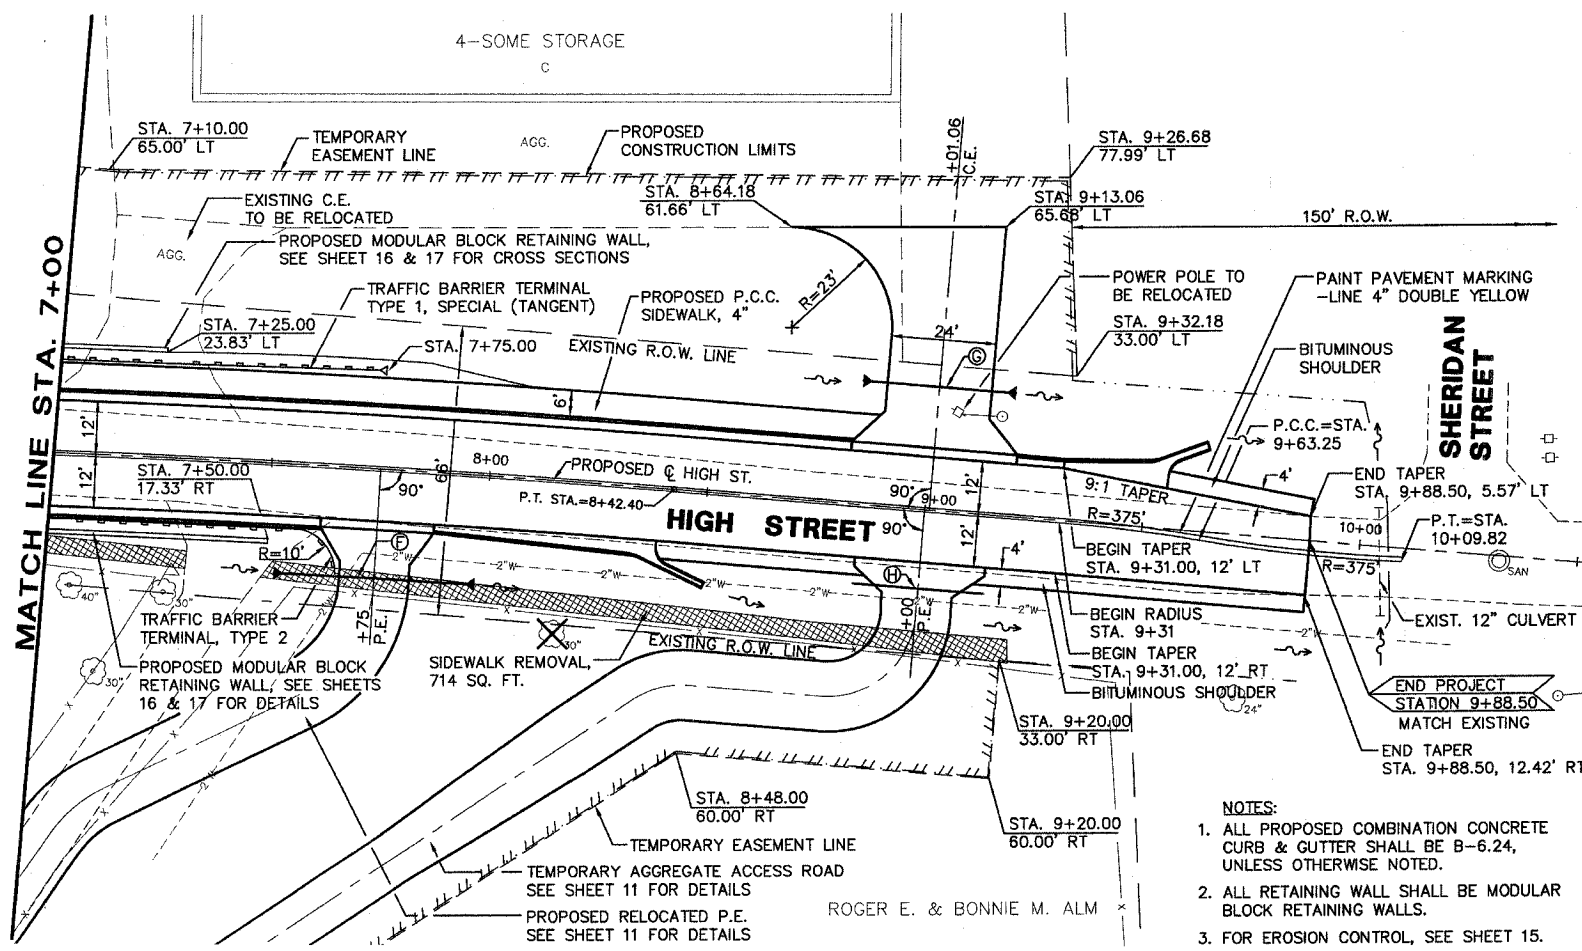 4-SOME STORAGE
C
STA. 7+10.00
65.00' LT
TEMPORARY
EASEMENT LINE
AGG.
PROPOSED
CONSTRUCTION LIMITS
+01.06
C.E.
STA. 9+26.68
77.99' LT
EXISTING C.E.
TO BE RELOCATED
STA. 8+64.18
61.66' LT
STA. 9+13.06
65.68' LT
150' R.O.W.
AGG.
PROPOSED MODULAR BLOCK RETAINING WALL,
SEE SHEET 16 & 17 FOR CROSS SECTIONS
TRAFFIC BARRIER TERMINAL
TYPE 1, SPECIAL (TANGENT)
PROPOSED P.C.C.
SIDEWALK, 4"
R=23'
POWER POLE TO
BE RELOCATED
PAINT PAVEMENT MARKING
-LINE 4" DOUBLE YELLOW
STA. 7+25.00
23.83' LT
STA. 7+75.00
EXISTING R.O.W. LINE
24'
STA. 9+32.18
33.00' LT
BITUMINOUS
SHOULDER
SHERIDAN
STREET
MATCH LINE STA. 7+00
G
6'
P.C.C.=STA.
9+63.25
12'
12'
STA. 7+50.00
17.33' RT
90°
66'
8+00
PROPOSED ℄ HIGH ST.
P.T. STA.=8+42.40
HIGH STREET
90°
9+00
90°
12'
12'
9:1 TAPER
R=375'
4'
END TAPER
STA. 9+88.50, 5.57' LT
10+00
P.T.=STA.
10+09.82
R=375'
SAN
R=10'
F
2"W
2"W
2"W
2"W
2"W
H
2"W
2"W
2"W
4'
BEGIN TAPER
STA. 9+31.00, 12' LT
40"
30"
TRAFFIC BARRIER
TERMINAL, TYPE 2
+75
P.E.
30"
+00
P.E.
BEGIN RADIUS
STA. 9+31
EXIST. 12" CULVERT
2"W
EXISTING R.O.W. LINE
BEGIN TAPER
STA. 9+31.00, 12' RT
BITUMINOUS SHOULDER
30"
PROPOSED MODULAR BLOCK
RETAINING WALL, SEE SHEETS
16 & 17 FOR DETAILS
SIDEWALK REMOVAL,
714 SQ. FT.
24"
END PROJECT
STATION 9+88.50
MATCH EXISTING
STA. 9+20.00
33.00' RT
END TAPER
STA. 9+88.50, 12.42' RT
2"W
STA. 8+48.00
60.00' RT
STA. 9+20.00
60.00' RT
TEMPORARY EASEMENT LINE
TEMPORARY AGGREGATE ACCESS ROAD
SEE SHEET 11 FOR DETAILS
PROPOSED RELOCATED P.E.
SEE SHEET 11 FOR DETAILS
ROGER E. & BONNIE M. ALM
NOTES:
1. ALL PROPOSED COMBINATION CONCRETE
CURB & GUTTER SHALL BE B-6.24,
UNLESS OTHERWISE NOTED.
2. ALL RETAINING WALL SHALL BE MODULAR
BLOCK RETAINING WALLS.
3. FOR EROSION CONTROL, SEE SHEET 15.